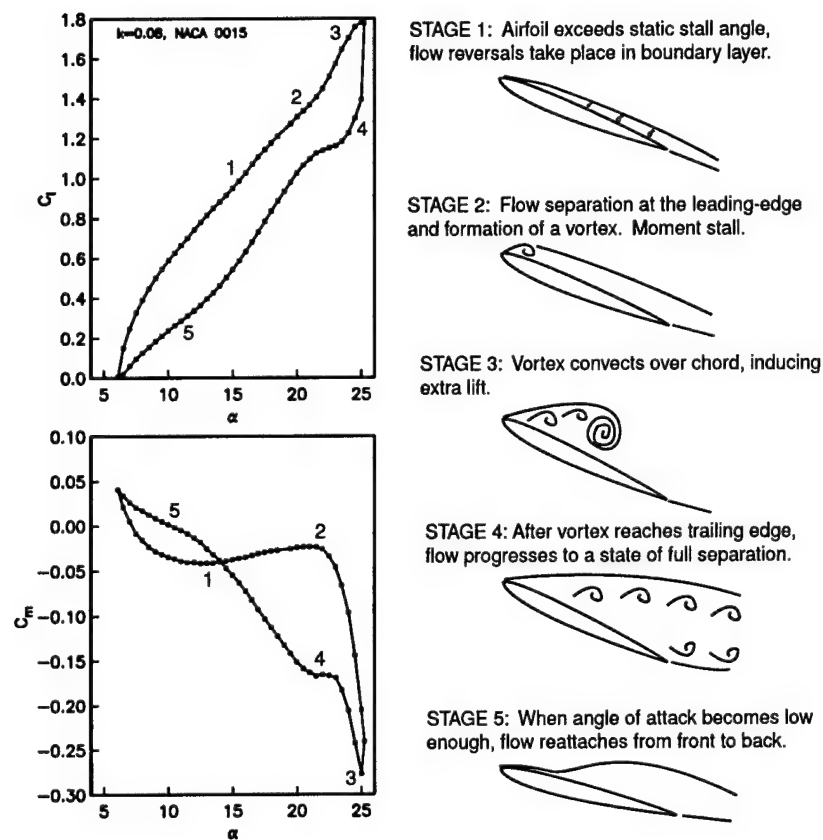 k=0.06, NACA 0015
1.8
1.6
1.4
1.2
1.0
0.8
0.6
0.4
0.2
0.0
Cl
3
2
4
1
5
5 10 15 20 25
α
0.10
0.05
0.00
−0.05
−0.10
−0.15
−0.20
−0.25
−0.30
Cm
5
2
1
4
3
5 10 15 20 25
α
STAGE 1: Airfoil exceeds static stall angle,
flow reversals take place in boundary layer.
STAGE 2: Flow separation at the leading-edge
and formation of a vortex. Moment stall.
STAGE 3: Vortex convects over chord, inducing
extra lift.
STAGE 4: After vortex reaches trailing edge,
flow progresses to a state of full separation.
STAGE 5: When angle of attack becomes low
enough, flow reattaches from front to back.